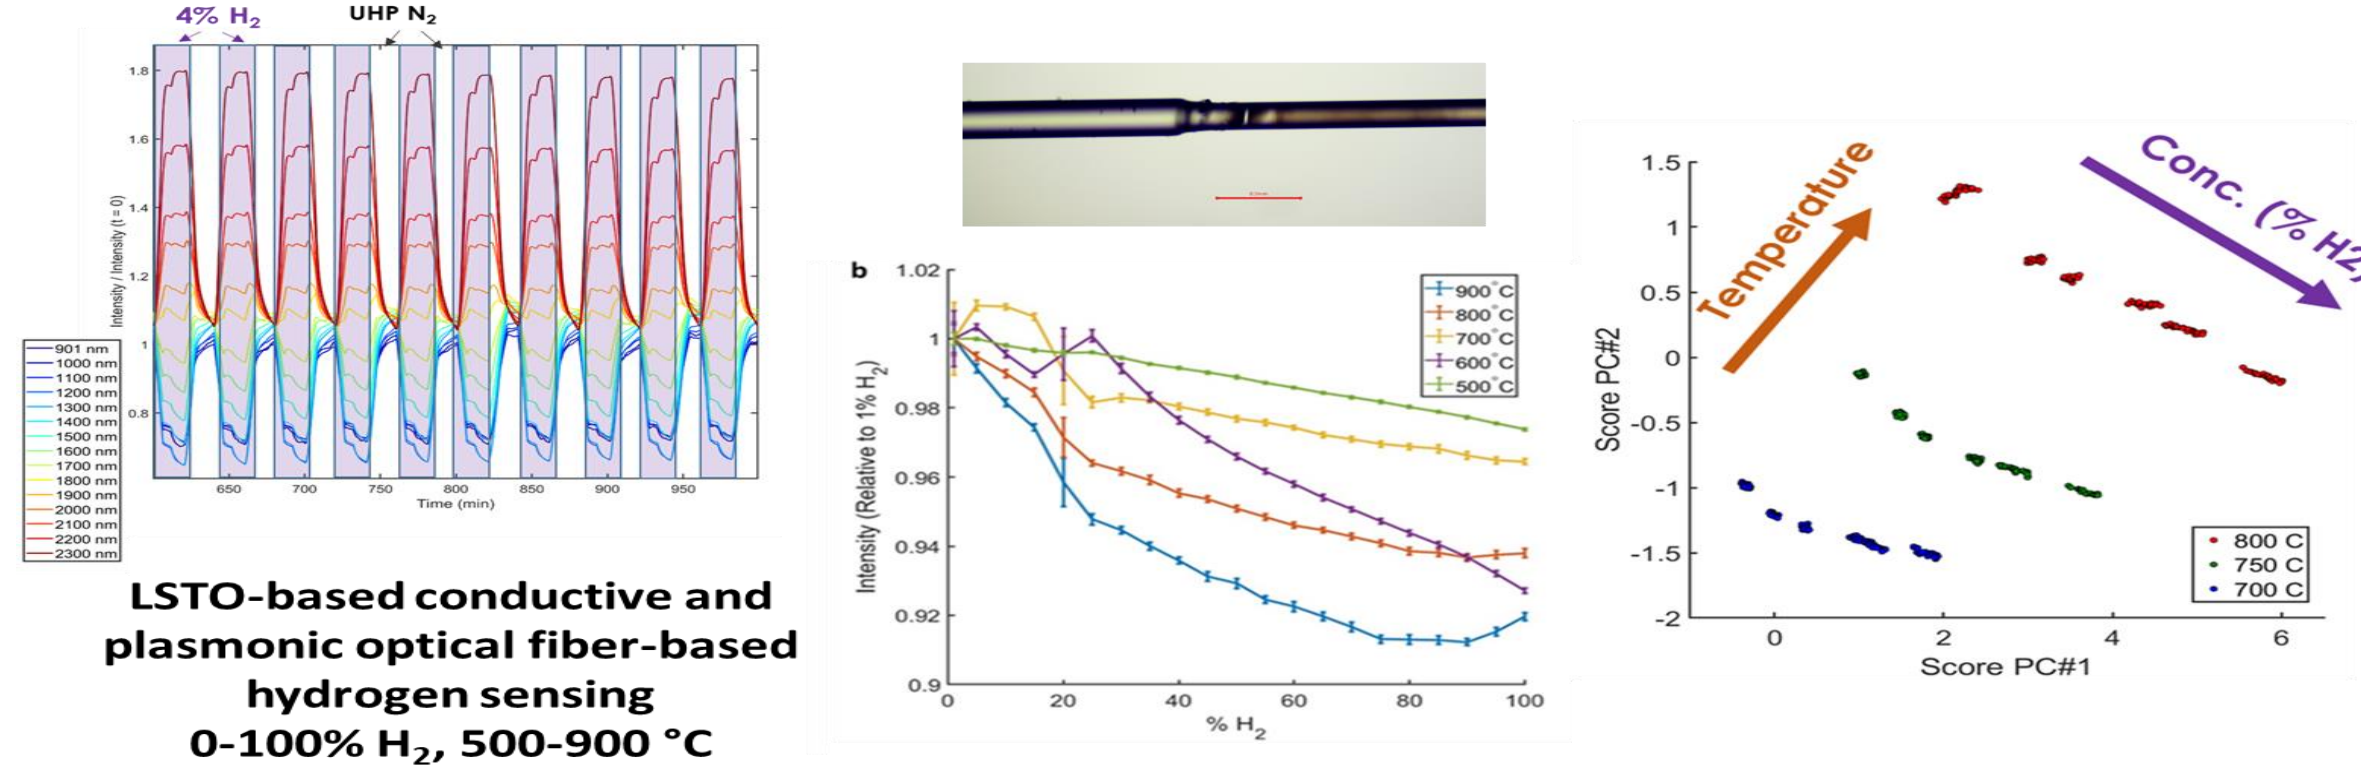 4% H₂
UHP N₂
1.8
1.6
1.4
1.2
1
0.8
Intensity / Intensity (t = 0)
650 700 750 800 850 900 950
Time (min)
901 nm
1000 nm
1100 nm
1200 nm
1300 nm
1400 nm
1500 nm
1600 nm
1700 nm
1800 nm
1900 nm
2000 nm
2100 nm
2200 nm
2300 nm
LSTO-based conductive and
plasmonic optical fiber-based
hydrogen sensing
0-100% H₂, 500-900 °C
b
1.02
1
0.98
0.96
0.94
0.92
0.9
Intensity (Relative to 1% H₂)
0 20 40 60 80 100
% H₂
900°C
800°C
700°C
600°C
500°C
Temperature
Conc. (% H2)
1.5
1
0.5
0
-0.5
-1
-1.5
-2
Score PC#2
0 2 4 6
Score PC#1
800 C
750 C
700 C